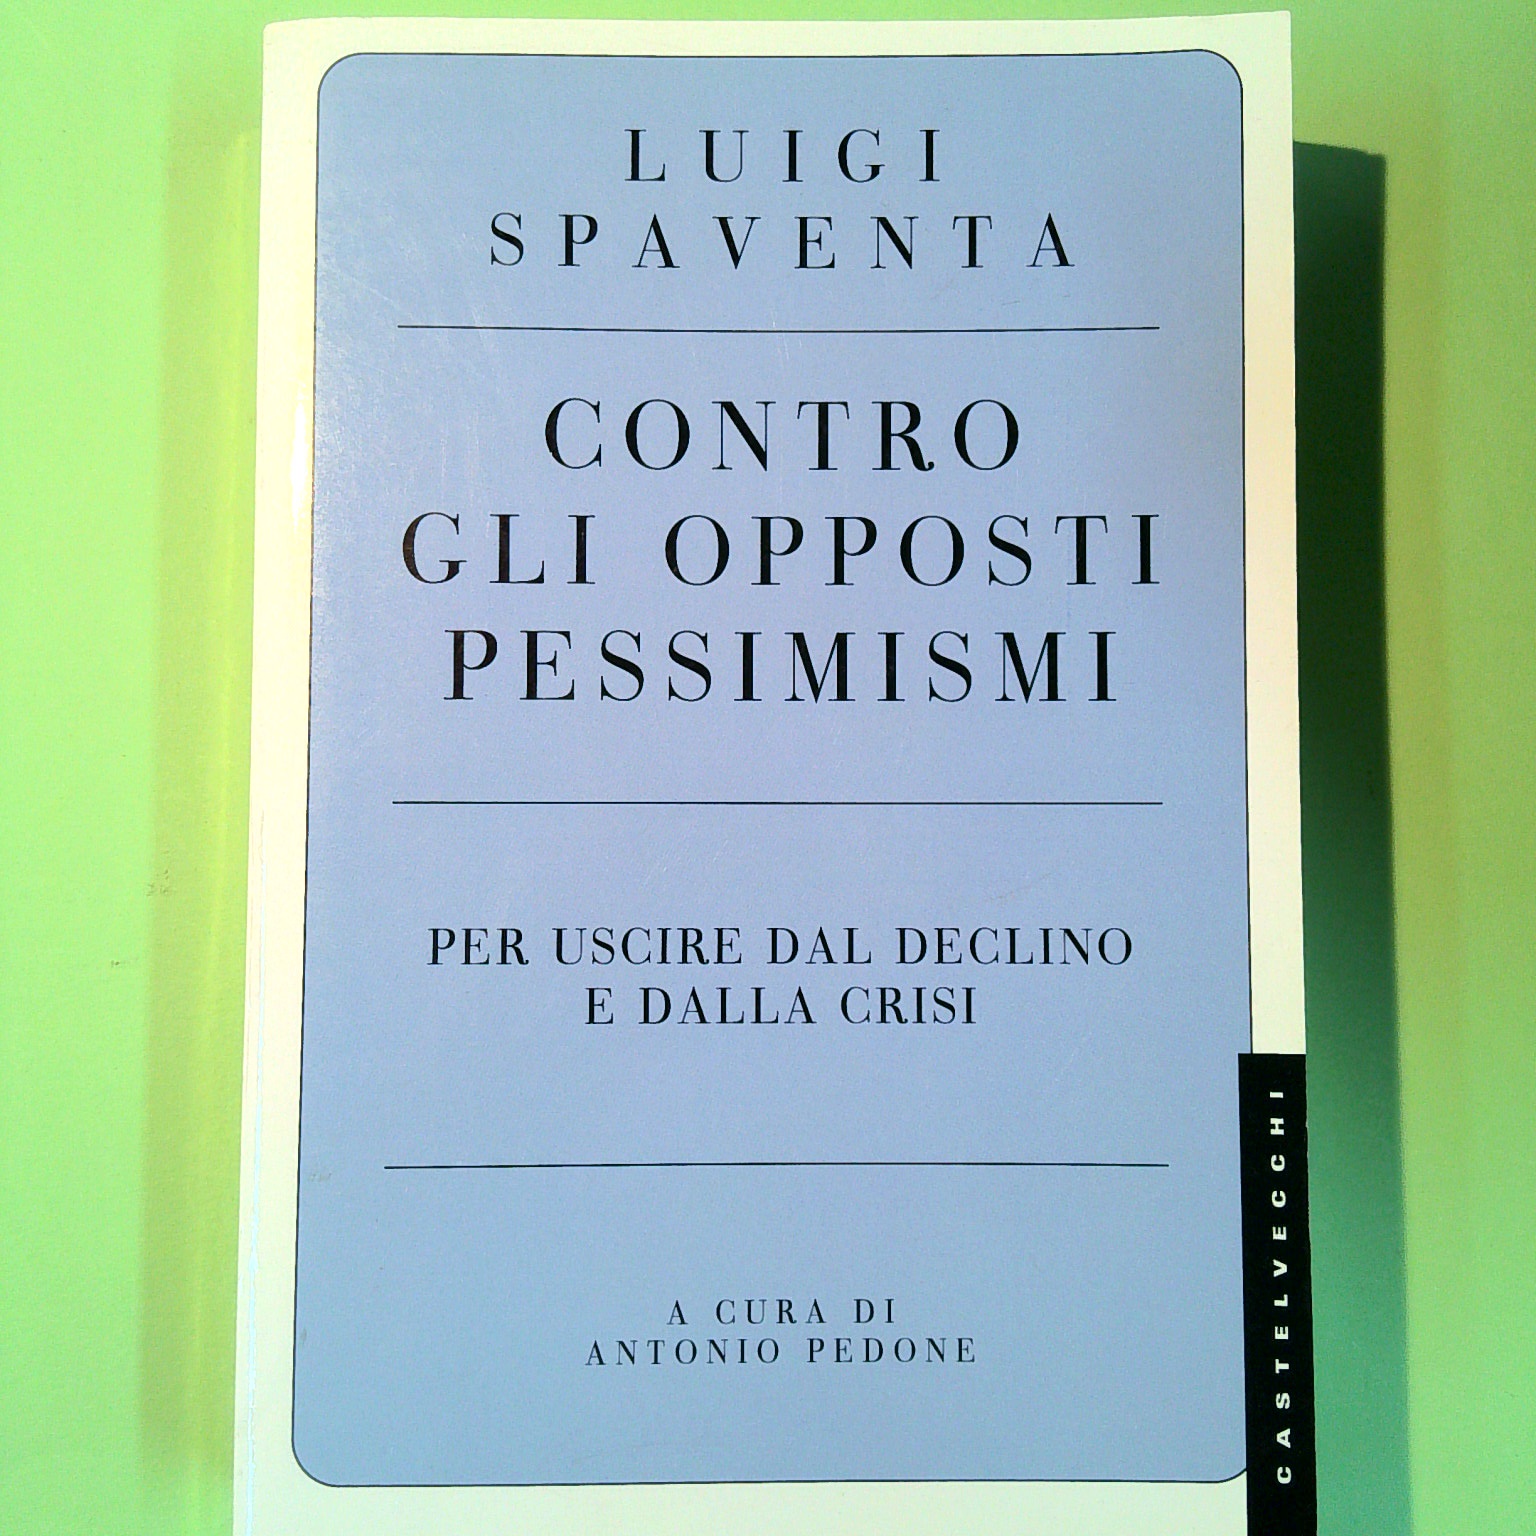 LUIGI
SPAVENTA
CONTRO
GLI OPPOSTI
PESSIMISMI
PER USCIRE DAL DECLINO
E DALLA CRISI
A CURA DI
ANTONIO PEDONE
CASTELVECCHI